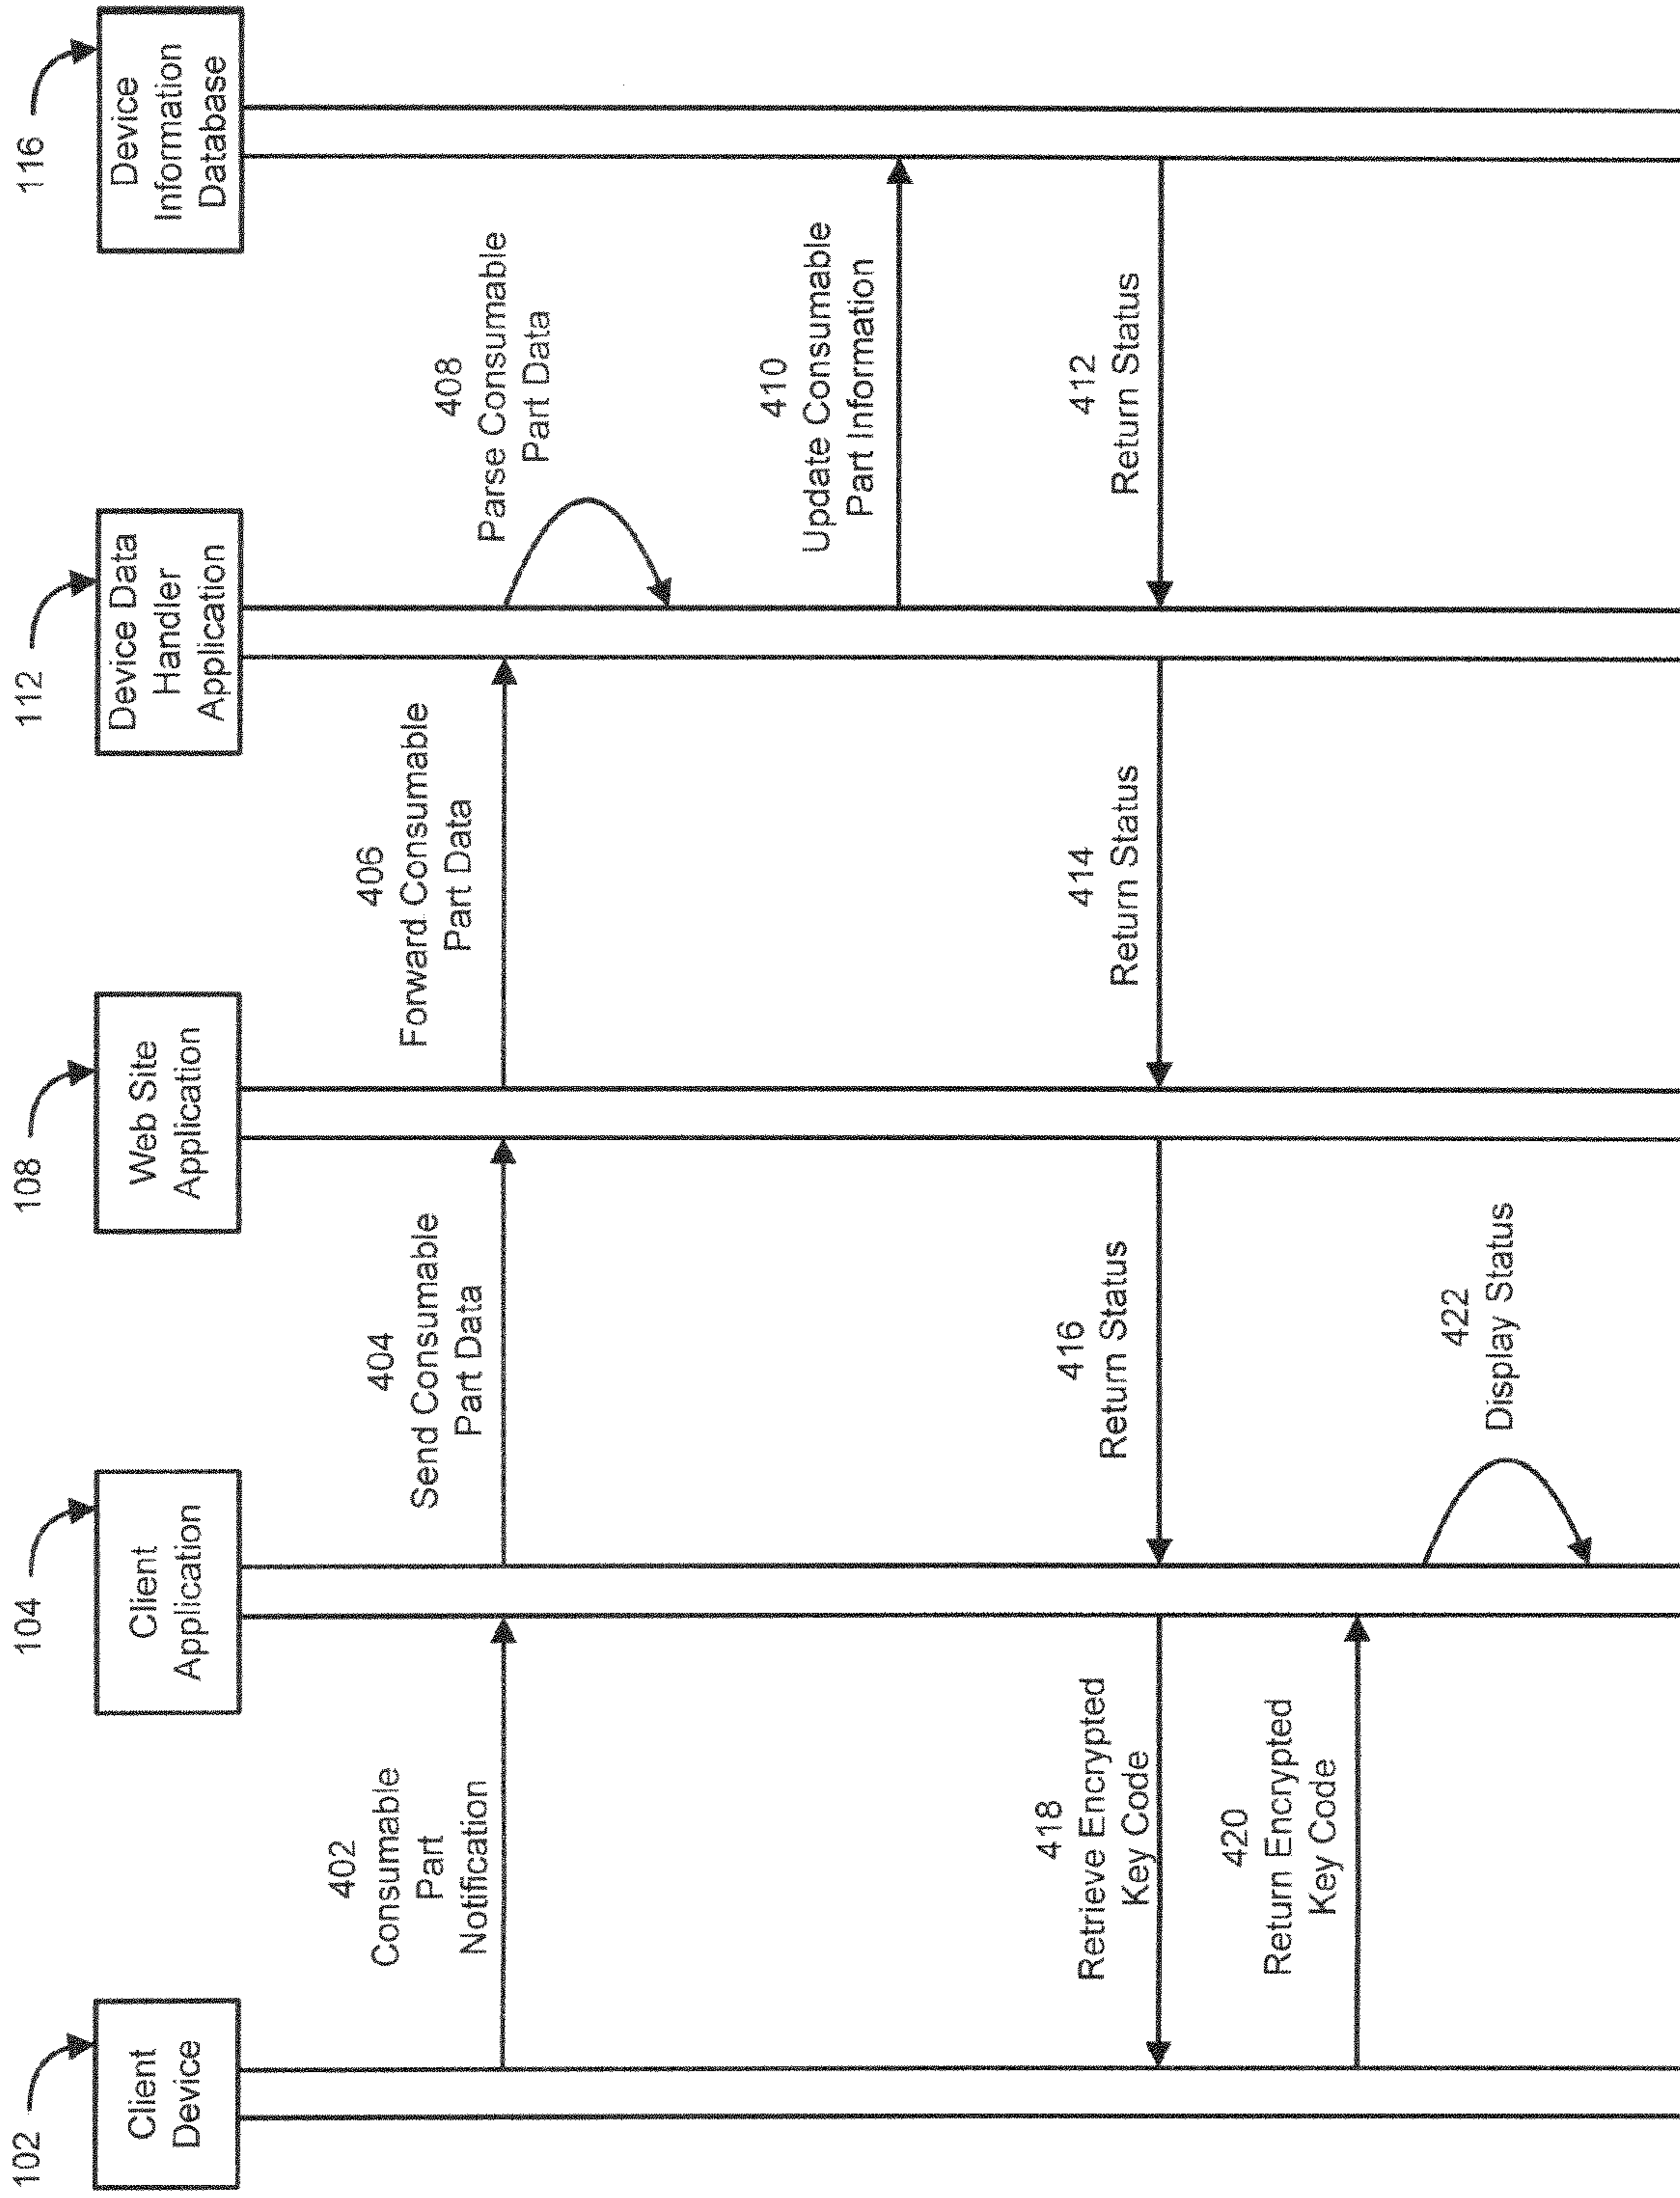 102
Client
Device
104
Client
Application
108
Web Site
Application
112
Device Data
Handler
Application
116
Device
Information
Database
402
Consumable
Part
Notification
404
Send Consumable
Part Data
406
Forward Consumable
Part Data
408
Parse Consumable
Part Data
410
Update Consumable
Part Information
412
Return Status
414
Return Status
416
Return Status
418
Retrieve Encrypted
Key Code
420
Return Encrypted
Key Code
422
Display Status